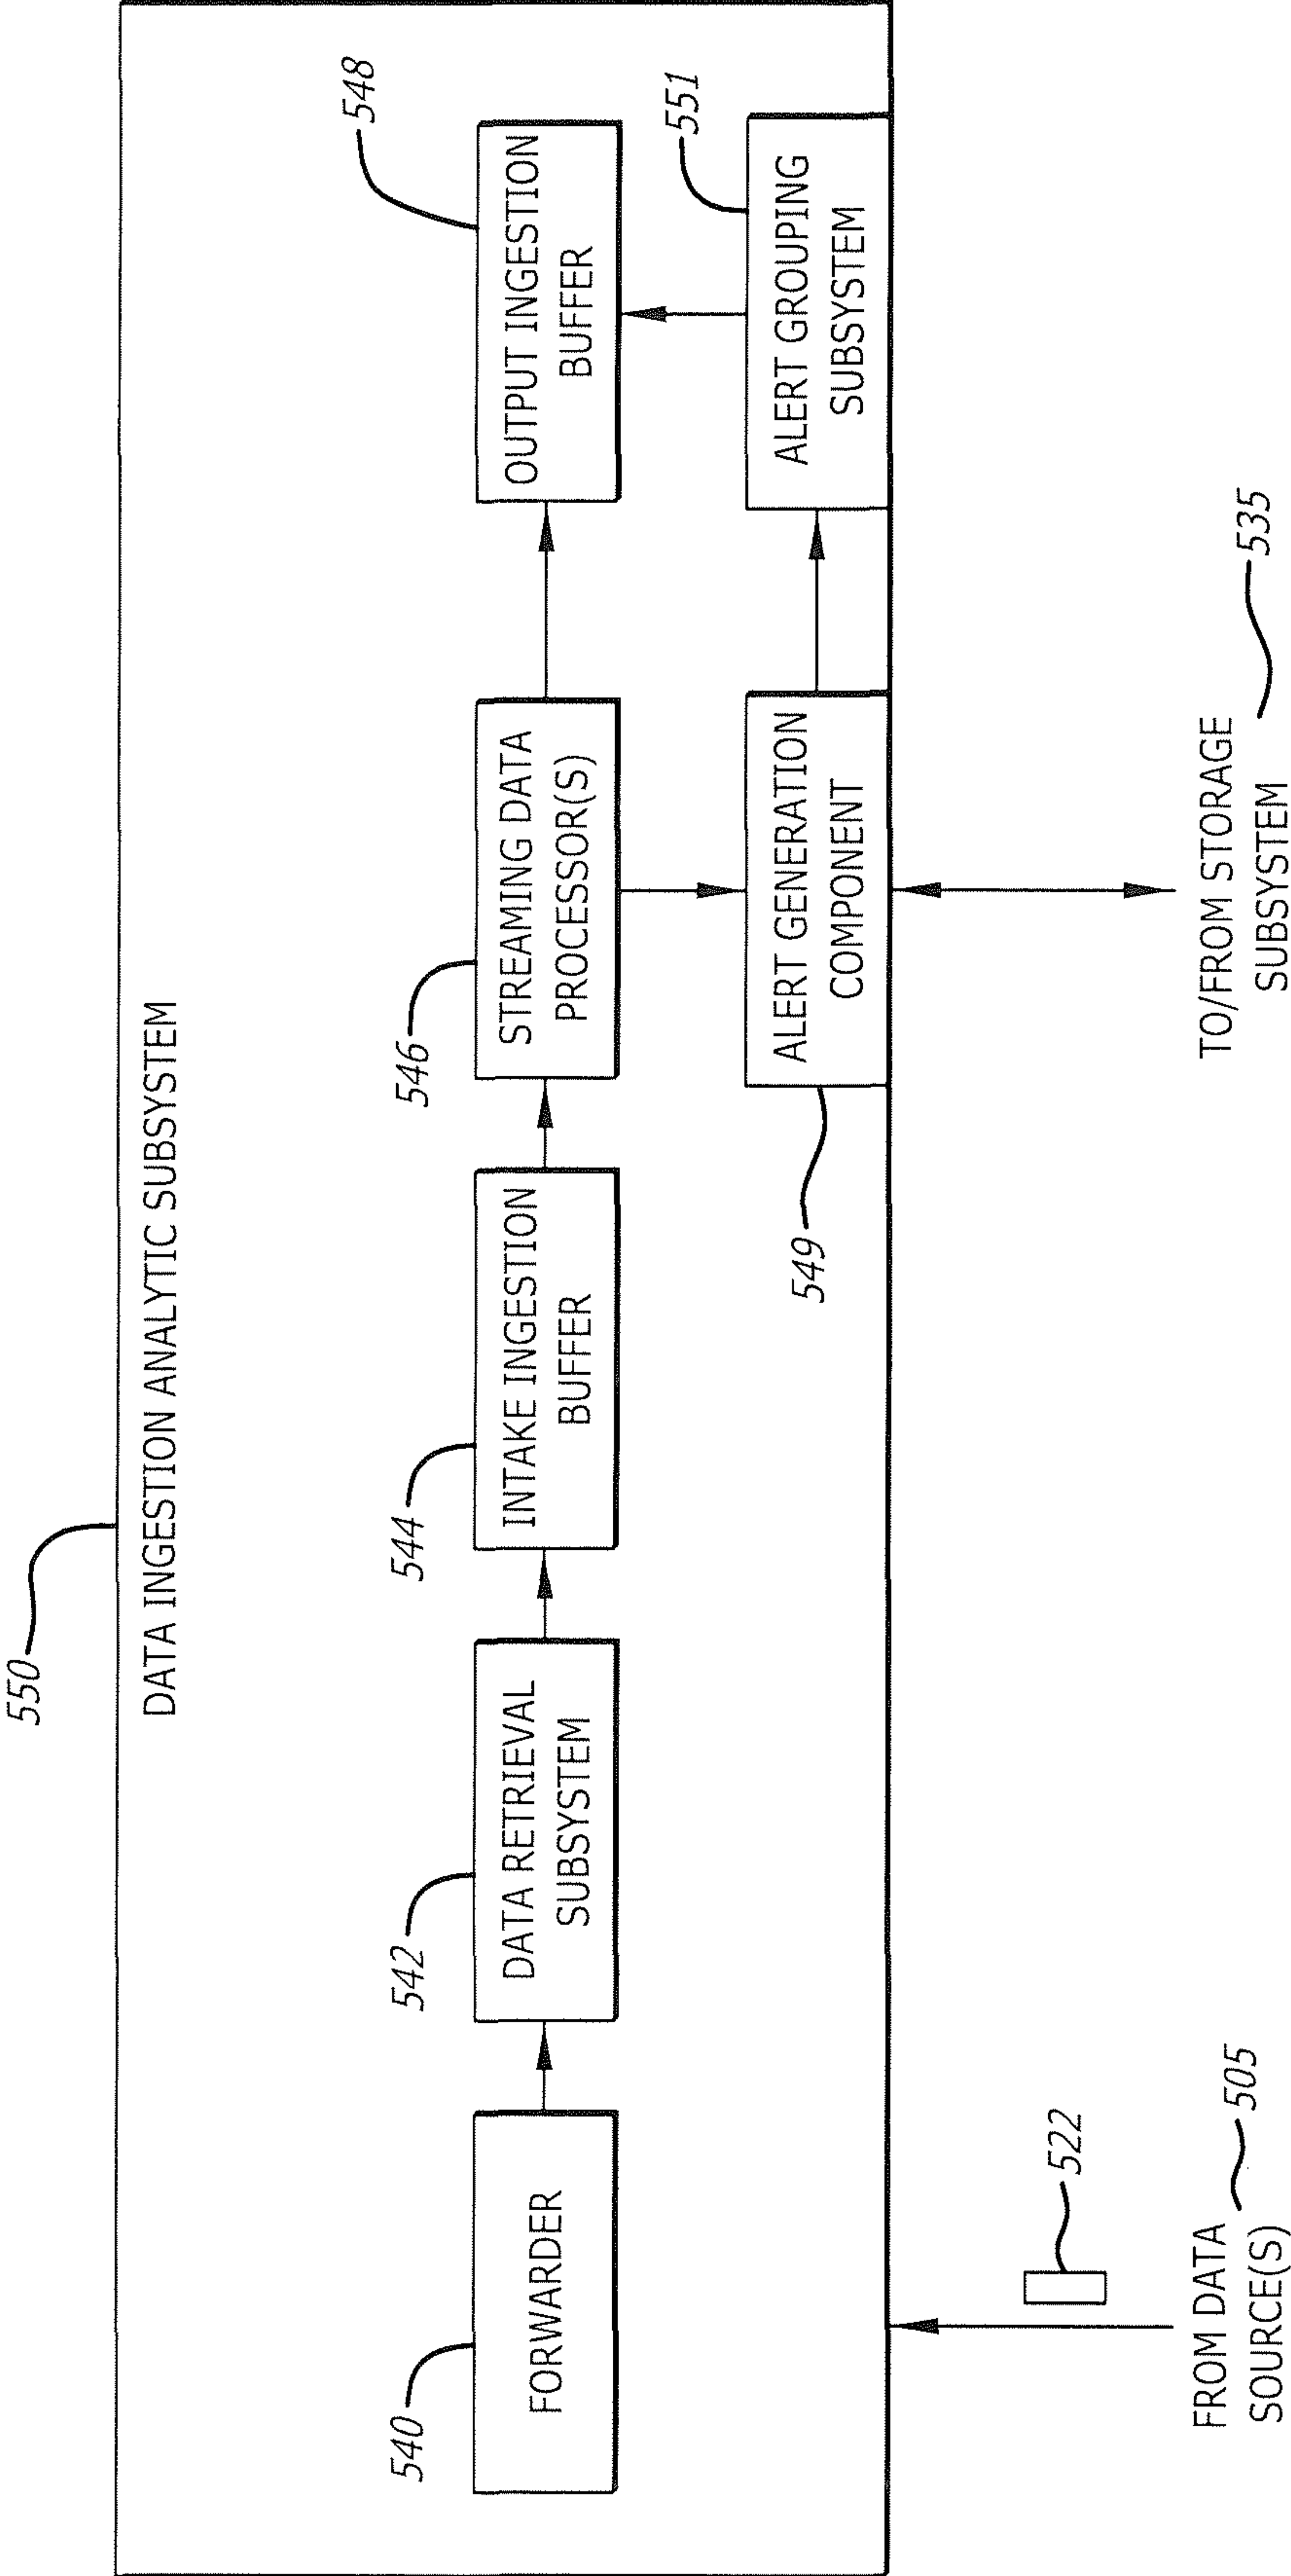 550
DATA INGESTION ANALYTIC SUBSYSTEM
540
FORWARDER
542
DATA RETRIEVAL
SUBSYSTEM
544
INTAKE INGESTION
BUFFER
546
STREAMING DATA
PROCESSOR(S)
548
OUTPUT INGESTION
BUFFER
549
ALERT GENERATION
COMPONENT
551
ALERT GROUPING
SUBSYSTEM
522
FROM DATA
SOURCE(S)
505
TO/FROM STORAGE
SUBSYSTEM
535